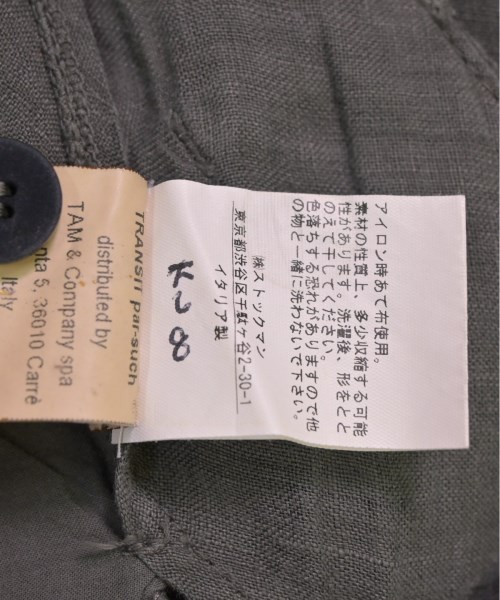 アイロン時あて布使用。
素材の性質上、多少収縮する可能
性があります。洗濯後、形をとと
のえて干してください。
色落ちする恐れがありますので他
の物と一緒に洗わないで下さい。
㈱ストックマン
東京都渋谷区千駄ヶ谷2-30-1
イタリア製
TRANSIT par-such
distributed by
TAM & Company spa
nta 5, 36010 Carrè
Italy